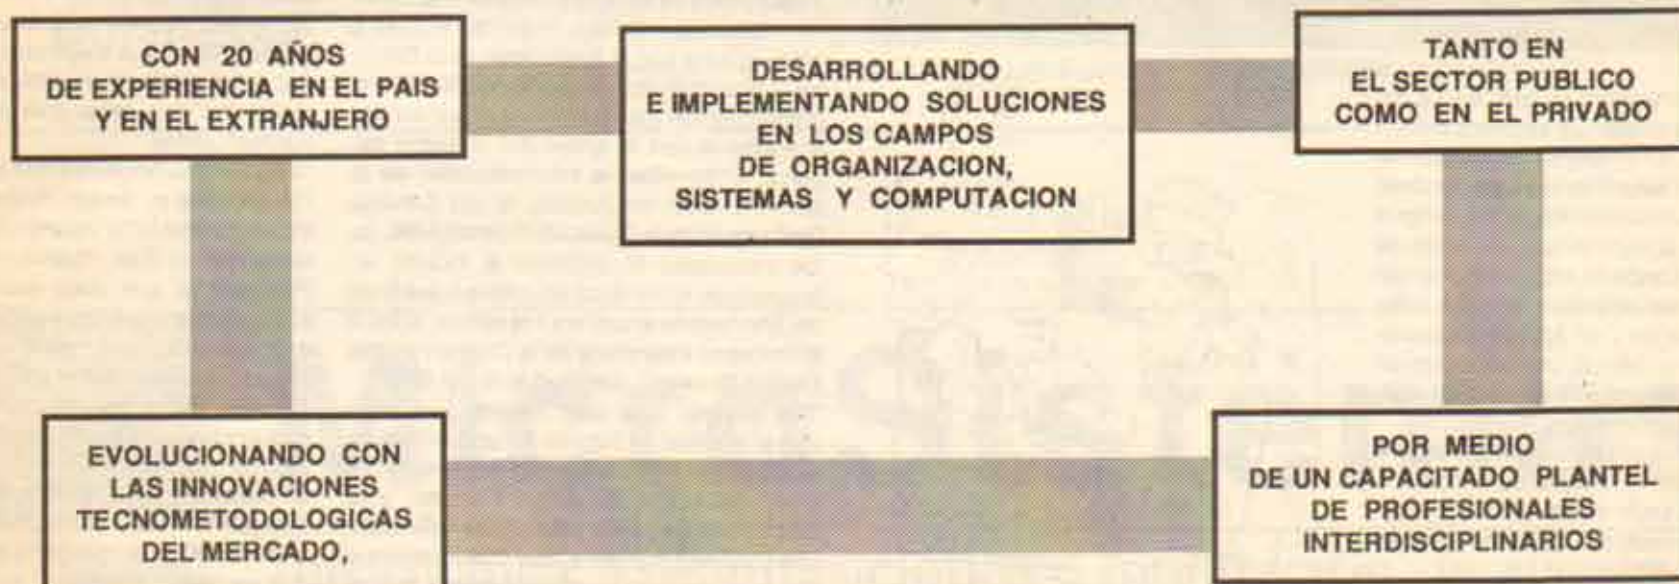 CON 20 AÑOS
DE EXPERIENCIA EN EL PAIS
Y EN EL EXTRANJERO
DESARROLLANDO
E IMPLEMENTANDO SOLUCIONES
EN LOS CAMPOS
DE ORGANIZACION,
SISTEMAS Y COMPUTACION
TANTO EN
EL SECTOR PUBLICO
COMO EN EL PRIVADO
POR MEDIO
DE UN CAPACITADO PLANTEL
DE PROFESIONALES
INTERDISCIPLINARIOS
EVOLUCIONANDO CON
LAS INNOVACIONES
TECNOMETODOLOGICAS
DEL MERCADO,